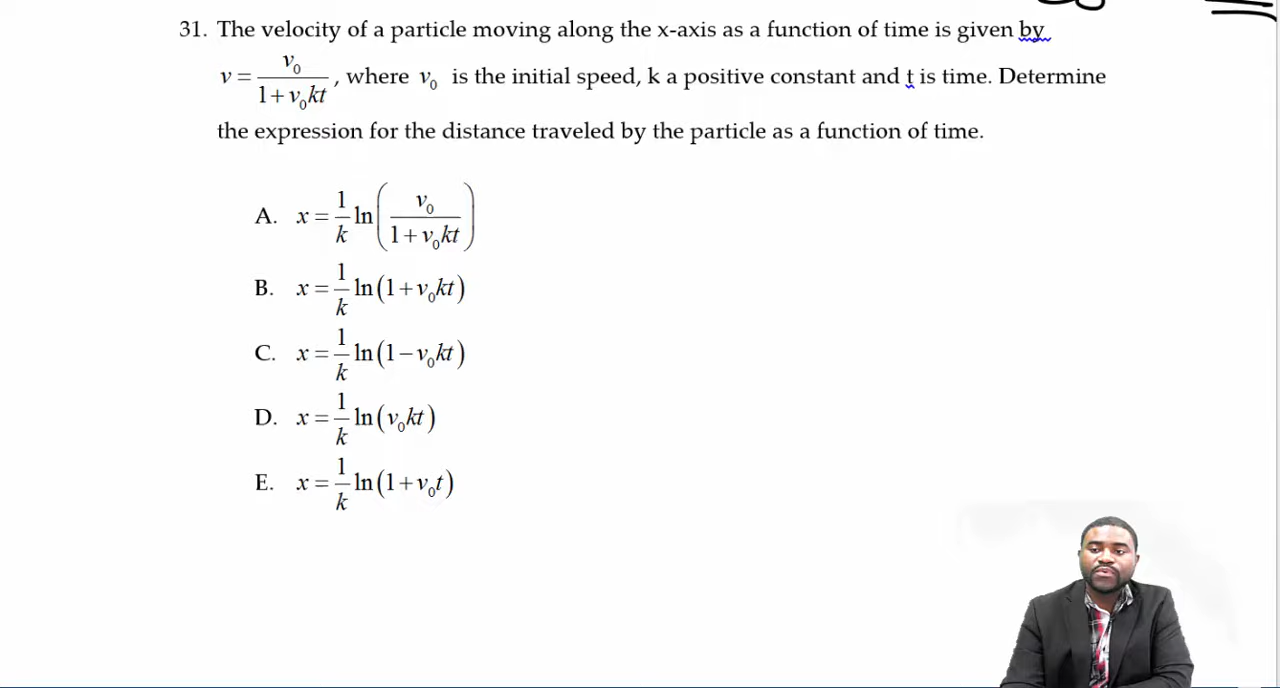 31. The velocity of a particle moving along the x-axis as a function of time is given by
v = v₀/(1+v₀kt), where v₀ is the initial speed, k a positive constant and t is time. Determine
the expression for the distance traveled by the particle as a function of time.
A. x = 1/k ln(v₀/(1+v₀kt))
B. x = 1/k ln(1+v₀kt)
C. x = 1/k ln(1−v₀kt)
D. x = 1/k ln(v₀kt)
E. x = 1/k ln(1+v₀t)